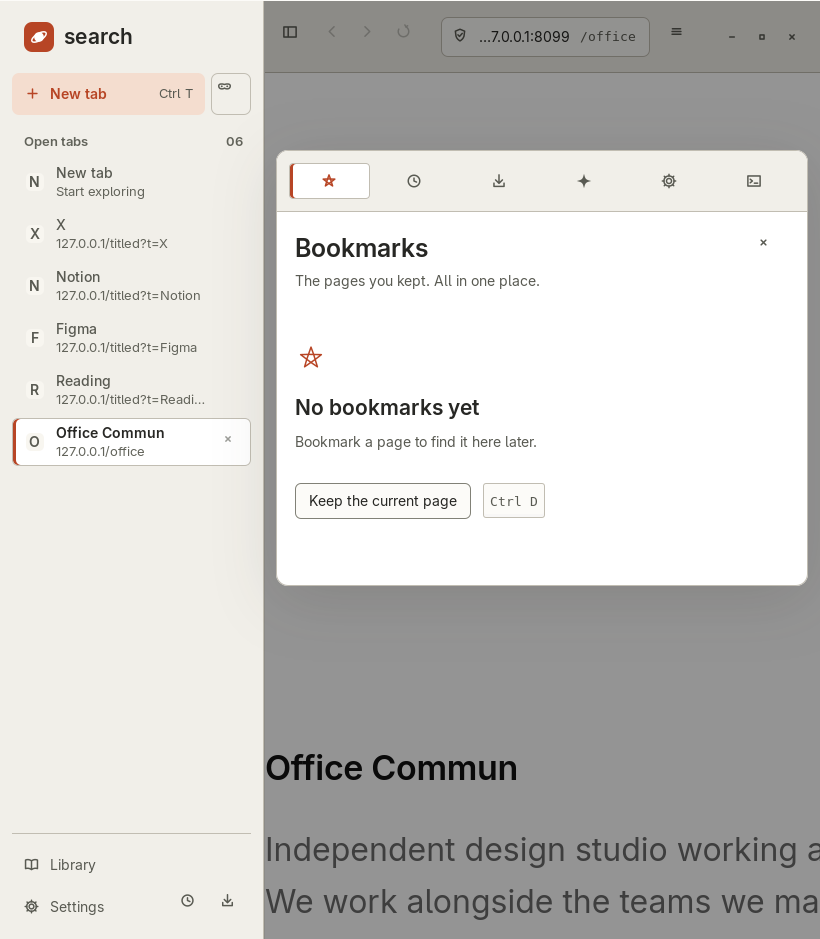 search
New tab
Ctrl T
Open tabs
06
N
New tab
Start exploring
X
X
127.0.0.1/titled?t=X
N
Notion
127.0.0.1/titled?t=Notion
F
Figma
127.0.0.1/titled?t=Figma
R
Reading
127.0.0.1/titled?t=Readi...
O
Office Commun
127.0.0.1/office
Library
Settings
...7.0.0.1:8099 /office
Bookmarks
The pages you kept. All in one place.
No bookmarks yet
Bookmark a page to find it here later.
Keep the current page
Ctrl D
Office Commun
Independent design studio working a
We work alongside the teams we ma